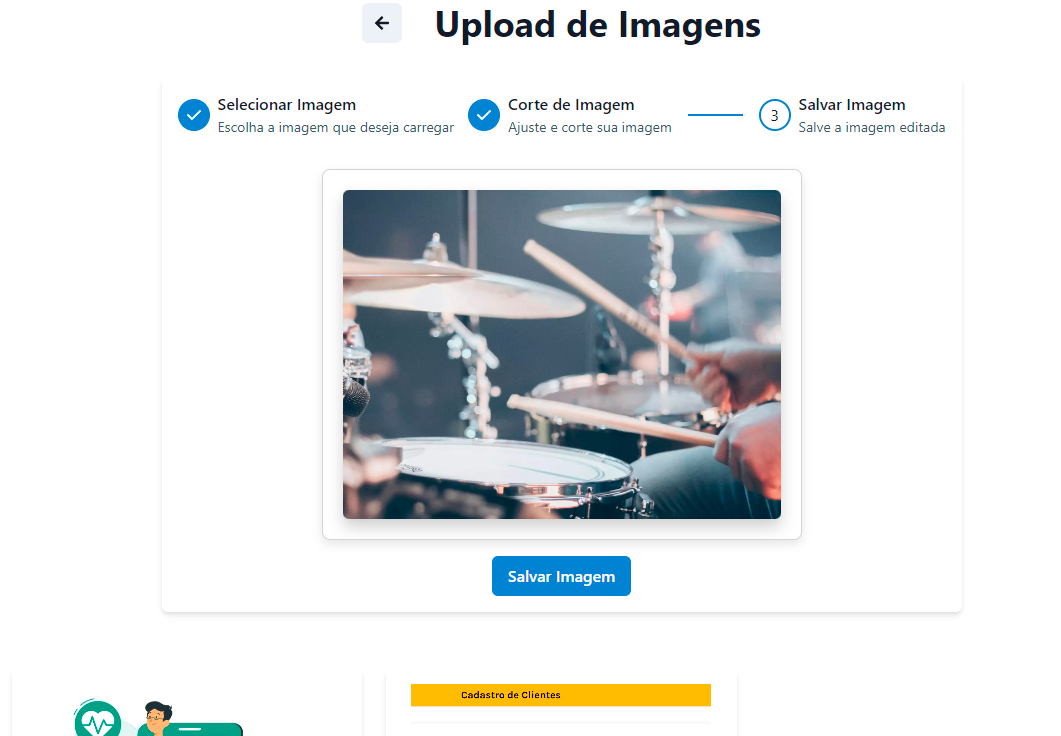 Upload de Imagens
Selecionar Imagem
Escolha a imagem que deseja carregar
Corte de Imagem
Ajuste e corte sua imagem
3
Salvar Imagem
Salve a imagem editada
Salvar Imagem
Cadastro de Clientes